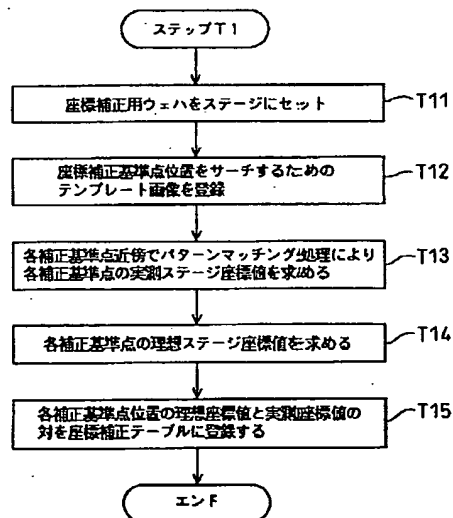 ステップT1
座標補正用ウェハをステージにセット
T11
座標補正基準点位置をサーチするための
テンプレート画像を登録
T12
各補正基準点近傍でパターンマッチング処理により
各補正基準点の実測ステージ座標値を求める
T13
各補正基準点の理想ステージ座標値を求める
T14
各補正基準点位置の理想座標値と実測座標値の
対を座標補正テーブルに登録する
T15
エンド